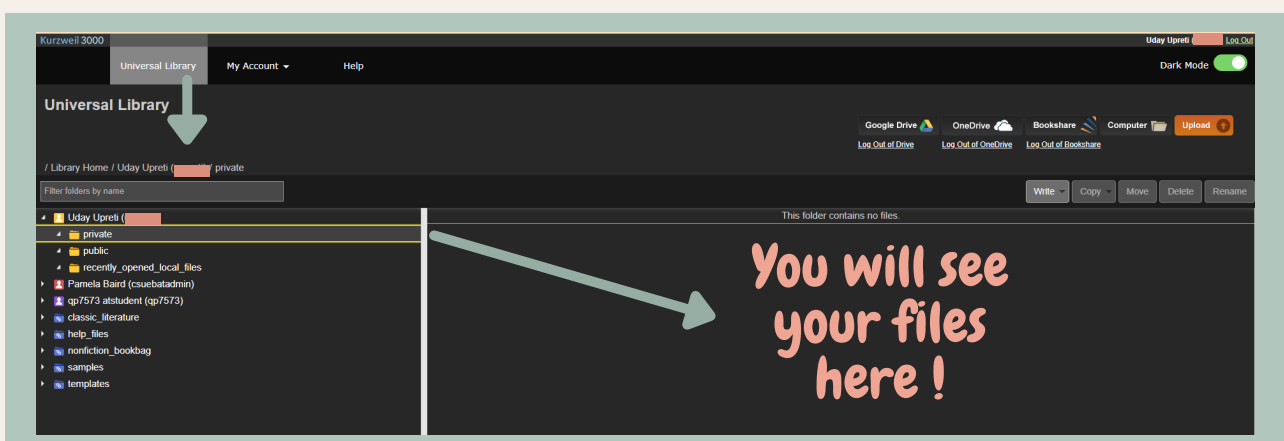 Kurzweil 3000
Uday Upreti ( Log Out
Universal Library My Account Help Dark Mode
Universal Library
Google Drive OneDrive Bookshare Computer Upload
Log Out of Drive Log Out of OneDrive Log Out of Bookshare
/ Library Home / Uday Upreti ( / private
Filter folders by name
Write Copy Move Delete Rename
Uday Upreti (
private
public
recently_opened_local_files
Pamela Baird (csuebatadmin)
qp7573 atstudent (qp7573)
classic_literature
help_files
nonfiction_bookbag
samples
templates
This folder contains no files.
You will see
your files
here !